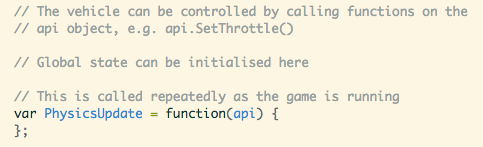 // The vehicle can be controlled by calling functions on the
// api object, e.g. api.SetThrottle()
// Global state can be initialised here
// This is called repeatedly as the game is running
var PhysicsUpdate = function(api) {
};